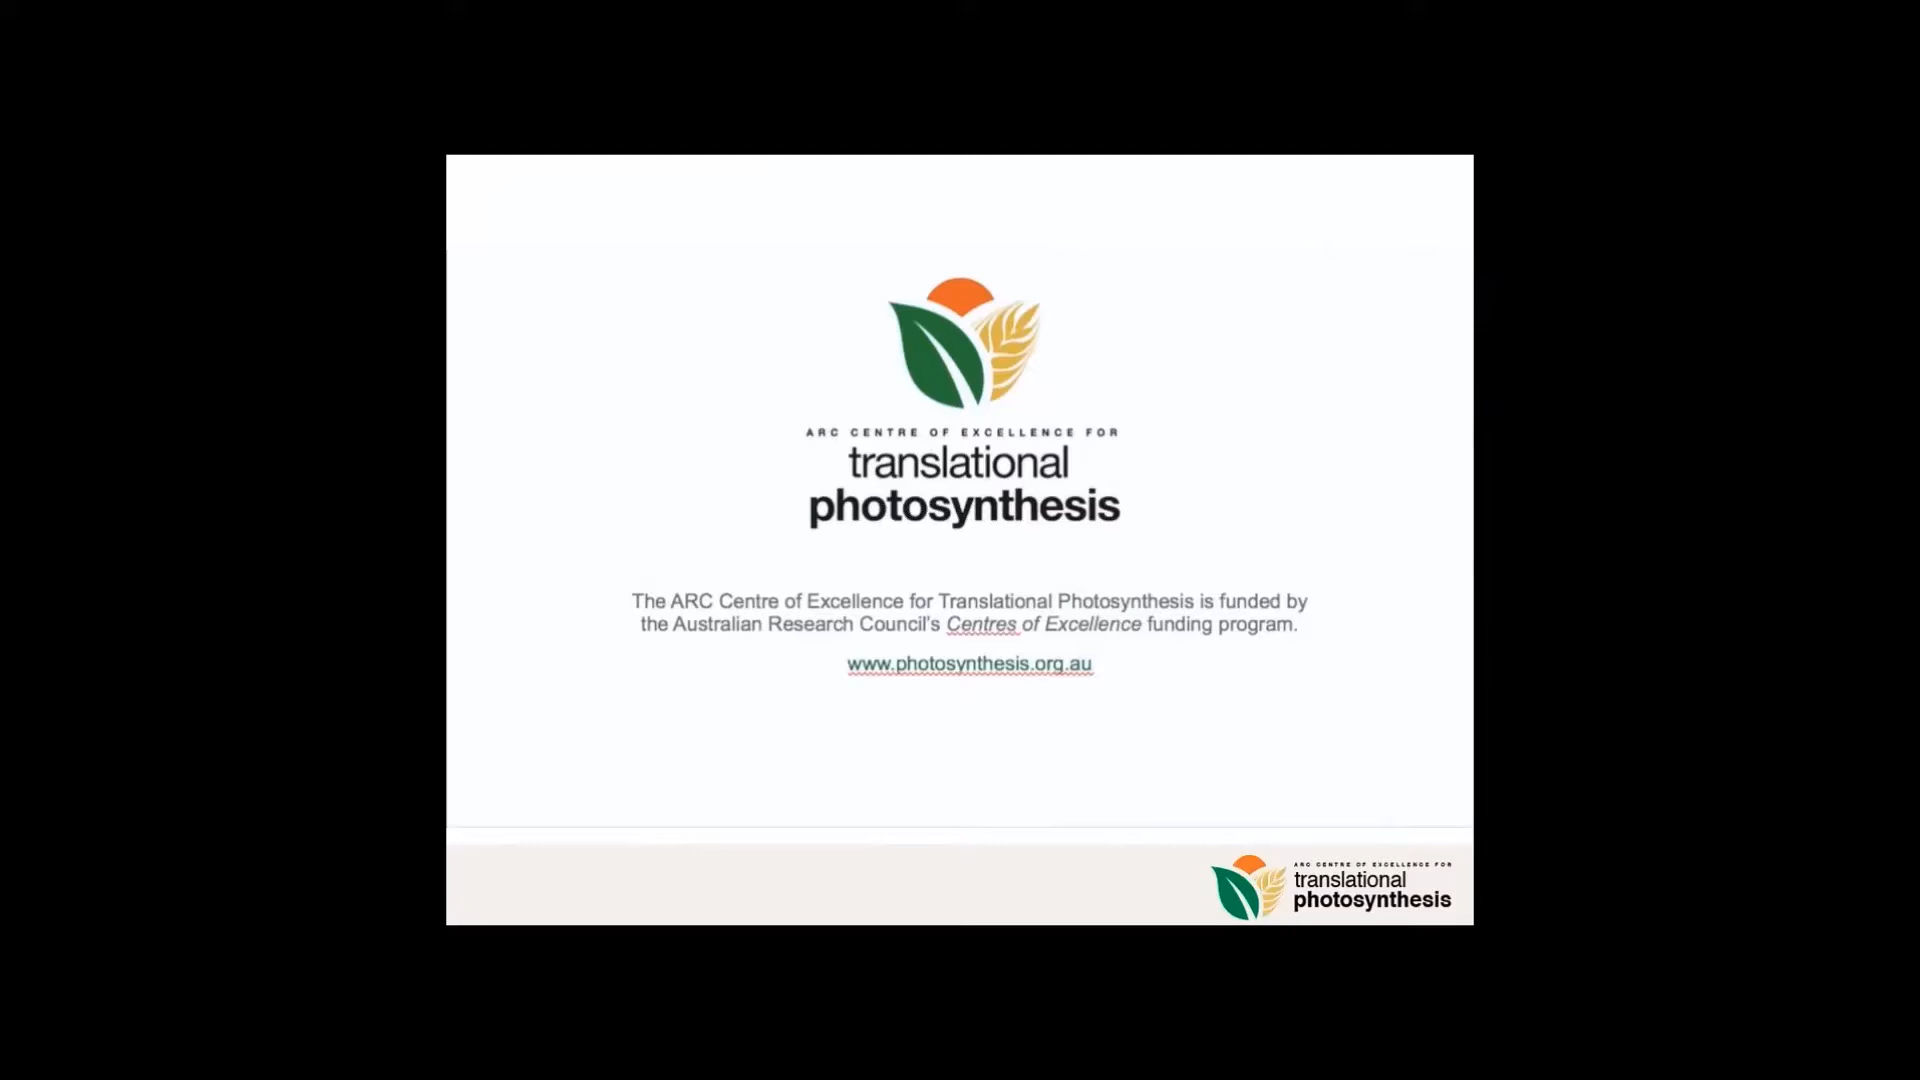 ARC CENTRE OF EXCELLENCE FOR
translational
photosynthesis
The ARC Centre of Excellence for Translational Photosynthesis is funded by
the Australian Research Council's Centres of Excellence funding program.
www.photosynthesis.org.au
ARC CENTRE OF EXCELLENCE FOR
translational
photosynthesis